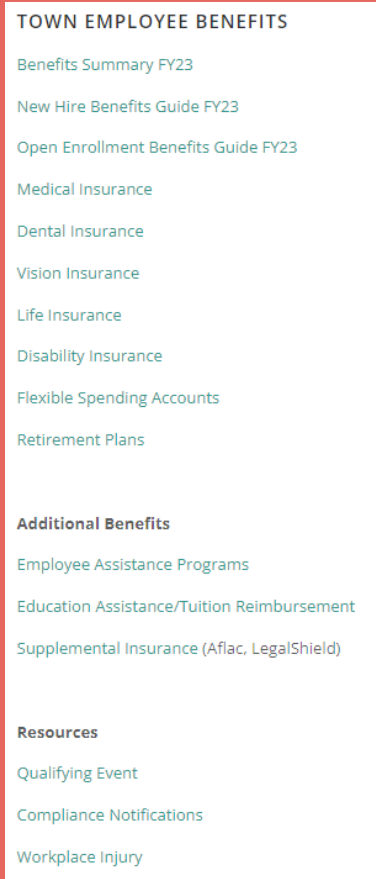 TOWN EMPLOYEE BENEFITS
Benefits Summary FY23
New Hire Benefits Guide FY23
Open Enrollment Benefits Guide FY23
Medical Insurance
Dental Insurance
Vision Insurance
Life Insurance
Disability Insurance
Flexible Spending Accounts
Retirement Plans
Additional Benefits
Employee Assistance Programs
Education Assistance/Tuition Reimbursement
Supplemental Insurance (Aflac, LegalShield)
Resources
Qualifying Event
Compliance Notifications
Workplace Injury